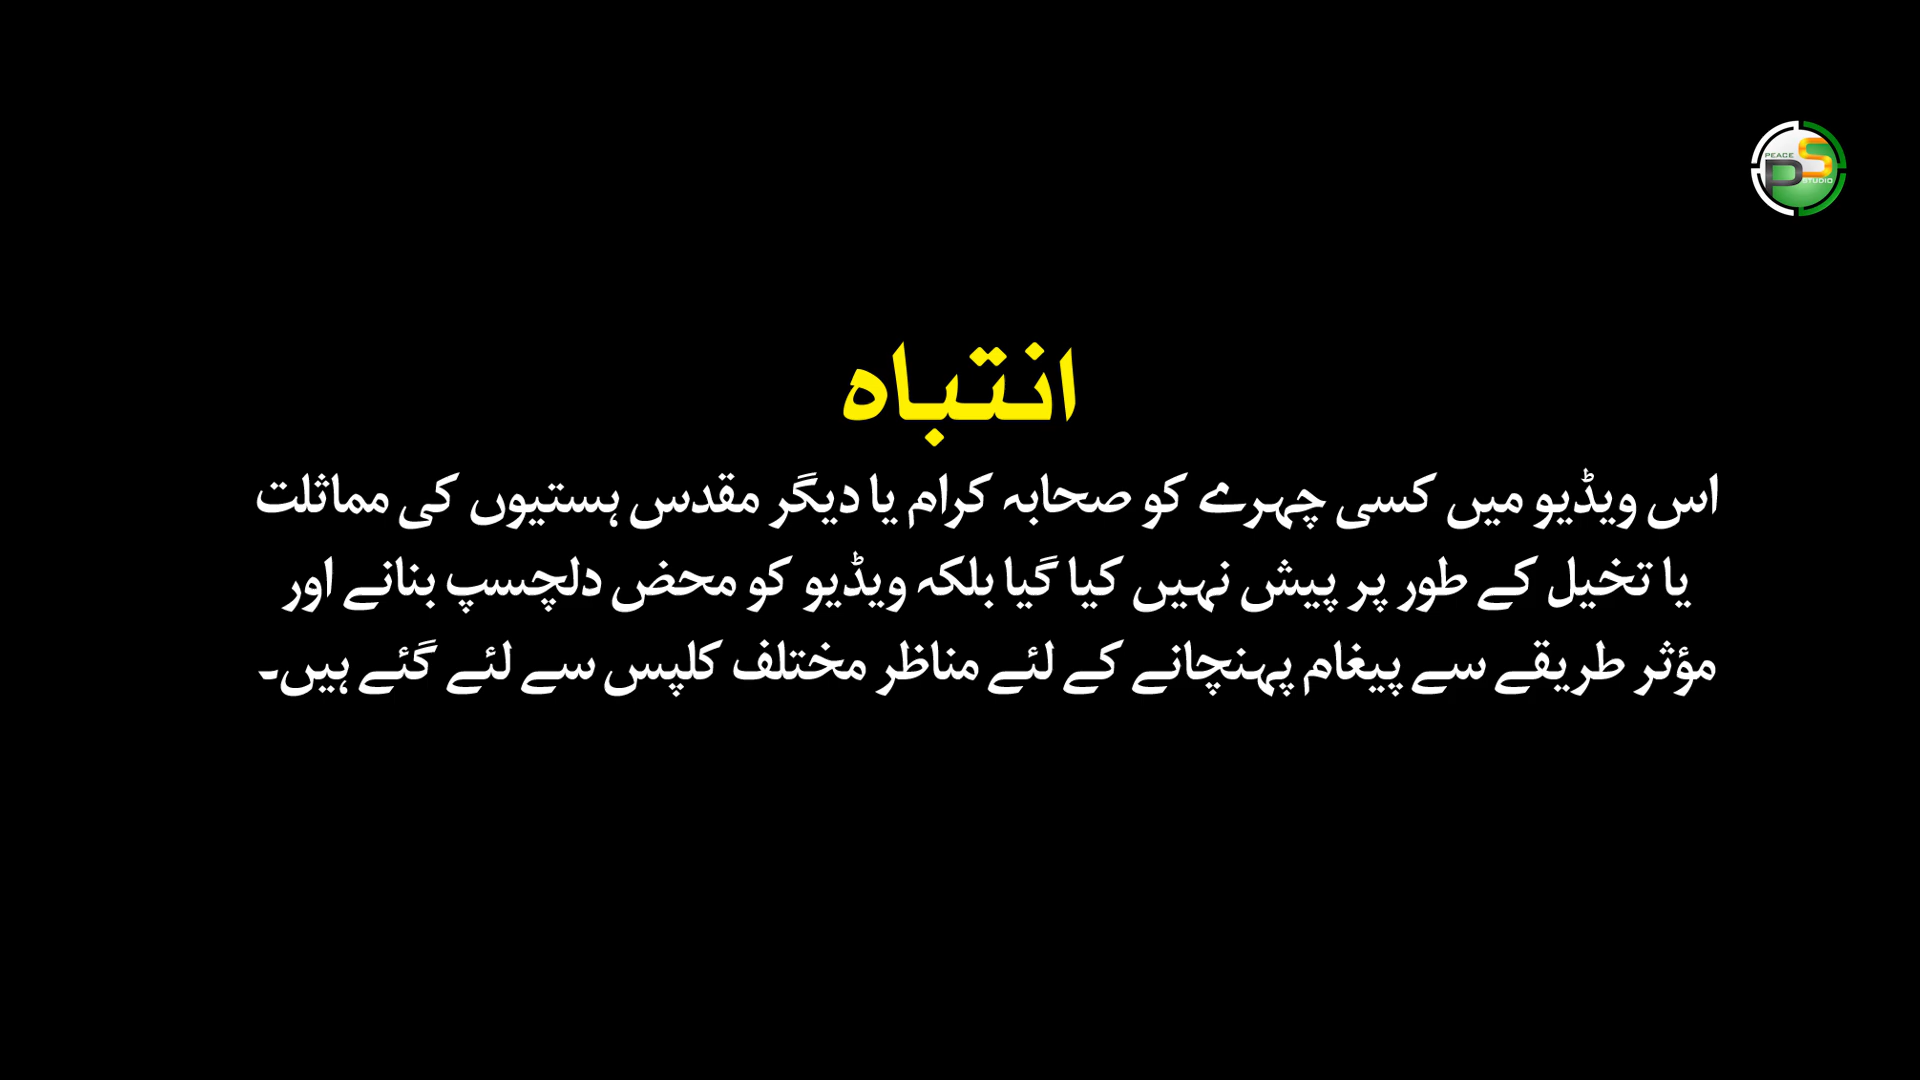 PEACE
PS
STUDIO
انتباہ
اس ویڈیو میں کسی چہرے کو صحابہ کرام یا دیگر مقدس ہستیوں کی مماثلت
یا تخیل کے طور پر پیش نہیں کیا گیا بلکہ ویڈیو کو محض دلچسپ بنانے اور
مؤثر طریقے سے پیغام پہنچانے کے لئے مناظر مختلف کلپس سے لئے گئے ہیں۔